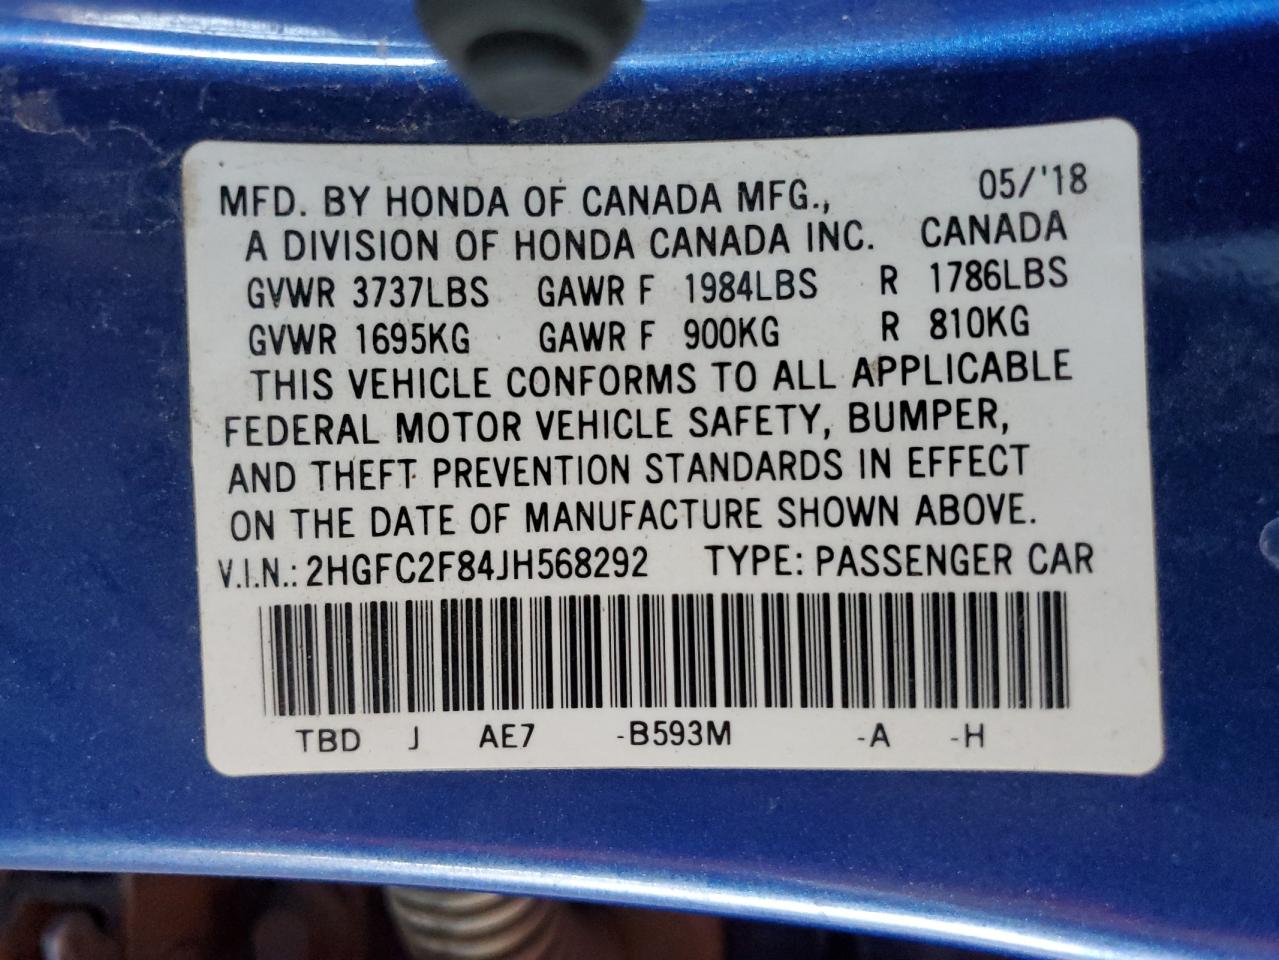 MFD. BY HONDA OF CANADA MFG., 05/'18
A DIVISION OF HONDA CANADA INC. CANADA
GVWR 3737LBS GAWR F 1984LBS R 1786LBS
GVWR 1695KG GAWR F 900KG R 810KG
THIS VEHICLE CONFORMS TO ALL APPLICABLE
FEDERAL MOTOR VEHICLE SAFETY, BUMPER,
AND THEFT PREVENTION STANDARDS IN EFFECT
ON THE DATE OF MANUFACTURE SHOWN ABOVE.
V.I.N.: 2HGFC2F84JH568292 TYPE: PASSENGER CAR
TBD J AE7 -B593M -A -H